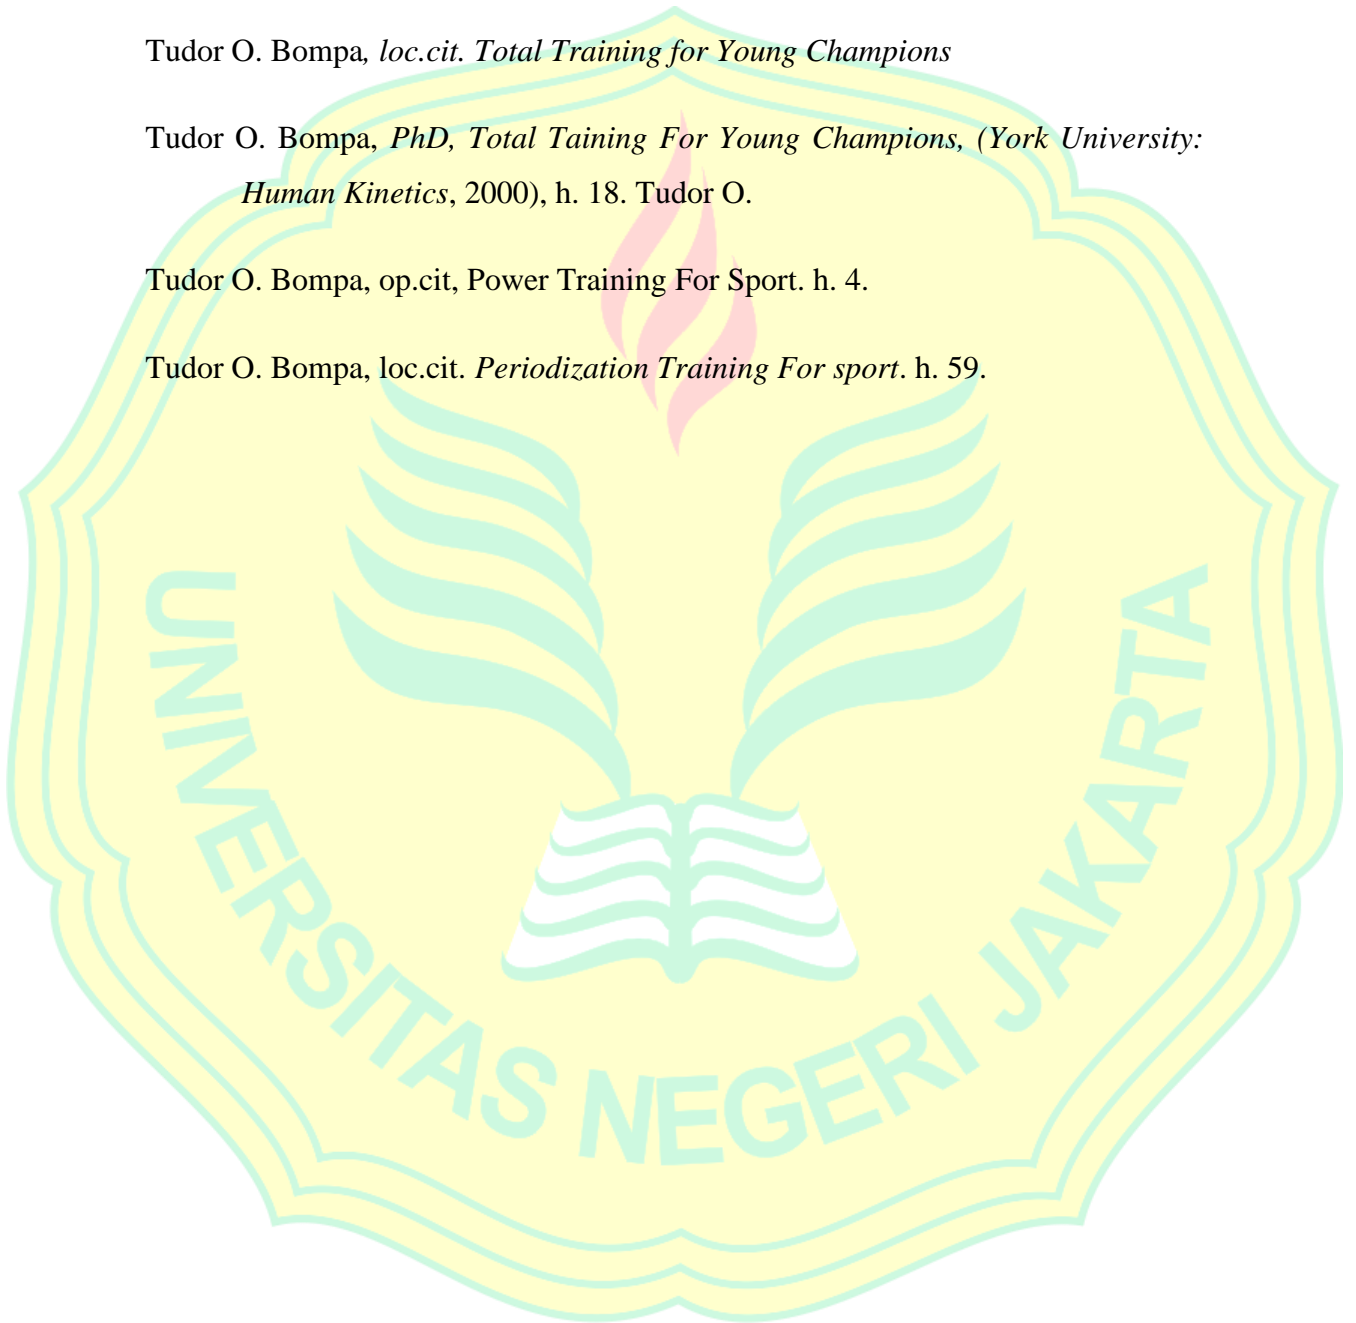 Tudor O. Bompa, loc.cit. Total Training for Young Champions
Tudor O. Bompa, PhD, Total Taining For Young Champions, (York University:
Human Kinetics, 2000), h. 18. Tudor O.
Tudor O. Bompa, op.cit, Power Training For Sport. h. 4.
Tudor O. Bompa, loc.cit. Periodization Training For sport. h. 59.
UNIVERSITAS NEGERI JAKARTA